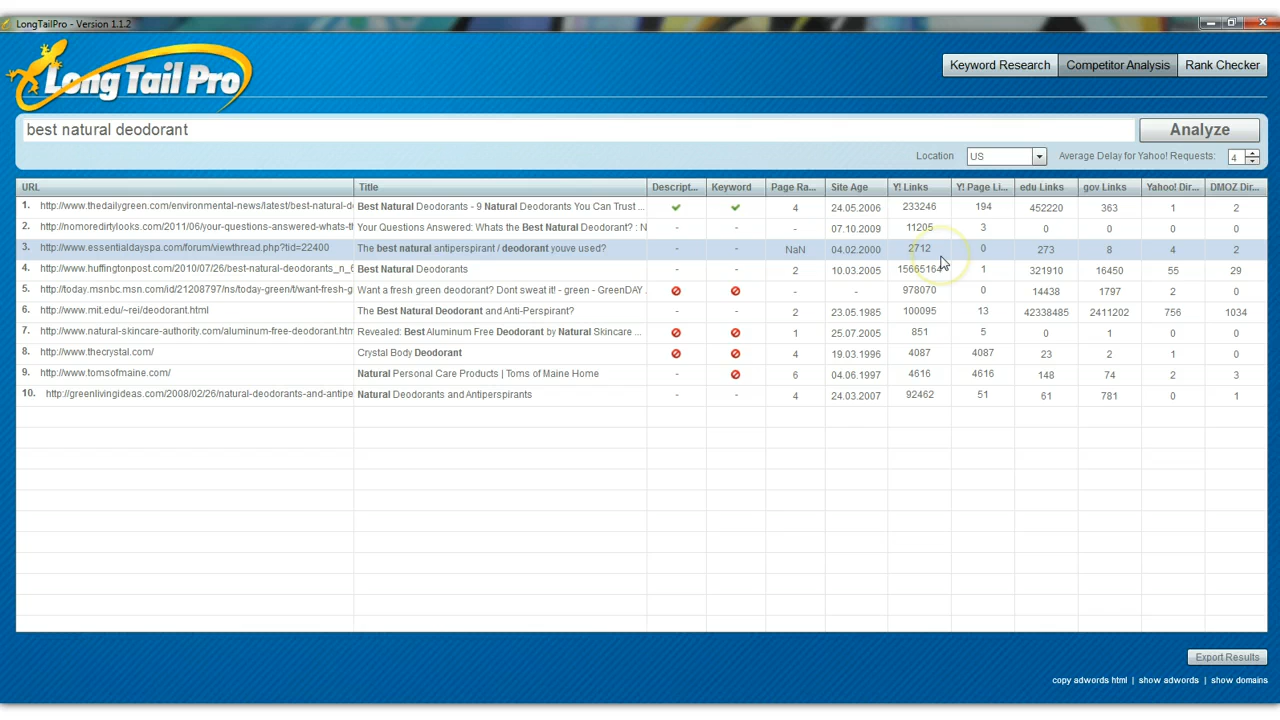 LongTailPro - Version 1.1.2
Long Tail Pro
Keyword Research Competitor Analysis Rank Checker
best natural deodorant Analyze
Location US Average Delay for Yahoo! Requests: 4
URL Title Descript... Keyword Page Ra... Site Age Y! Links Y! Page Li... edu Links gov Links Yahoo! Dir... DMOZ Dir...
1. http://www.thedailygreen.com/environmental-news/latest/best-natural-d Best Natural Deodorants - 9 Natural Deodorants You Can Trust ... 4 24.05.2006 233246 194 452220 363 1 2
2. http://nomoredirtylooks.com/2011/06/your-questions-answered-whats-t Your Questions Answered: Whats the Best Natural Deodorant? : N - - - 07.10.2009 11205 3 0 0 0 0
3. http://www.essentialdayspa.com/forum/viewthread.php?tid=22400 The best natural antiperspirant / deodorant youve used? - - NaN 04.02.2000 2712 0 273 8 4 2
4. http://www.huffingtonpost.com/2010/07/26/best-natural-deodorants_n_6 Best Natural Deodorants - - 2 10.03.2005 15665164 1 321910 16450 55 29
5. http://today.msnbc.msn.com/id/21208797/ns/today-green/t/want-fresh-g Want a fresh green deodorant? Dont sweat it! - green - GreenDAY . - - 978070 0 14438 1797 2 0
6. http://www.mit.edu/~rei/deodorant.html The Best Natural Deodorant and Anti-Perspirant? - - 2 23.05.1985 100095 13 42338485 2411202 756 1034
7. http://www.natural-skincare-authority.com/aluminum-free-deodorant.htm Revealed: Best Aluminum Free Deodorant by Natural Skincare ... 1 25.07.2005 851 5 0 1 0 0
8. http://www.thecrystal.com/ Crystal Body Deodorant 4 19.03.1996 4087 4087 23 2 1 0
9. http://www.tomsofmaine.com/ Natural Personal Care Products | Toms of Maine Home - 6 04.06.1997 4616 4616 148 74 2 3
10. http://greenlivingideas.com/2008/02/26/natural-deodorants-and-antipe Natural Deodorants and Antiperspirants - - 4 24.03.2007 92462 51 61 781 0 1
Export Results
copy adwords html | show adwords | show domains